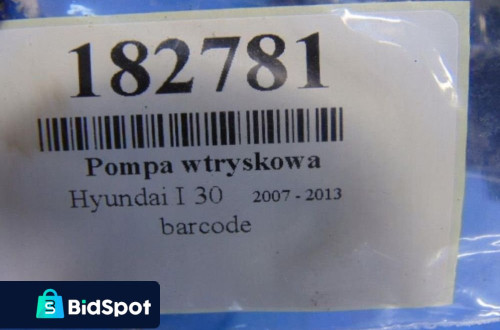 182781
Pompa wtryskowa
Hyundai I 30 2007 - 2013
barcode
S
BidSpot